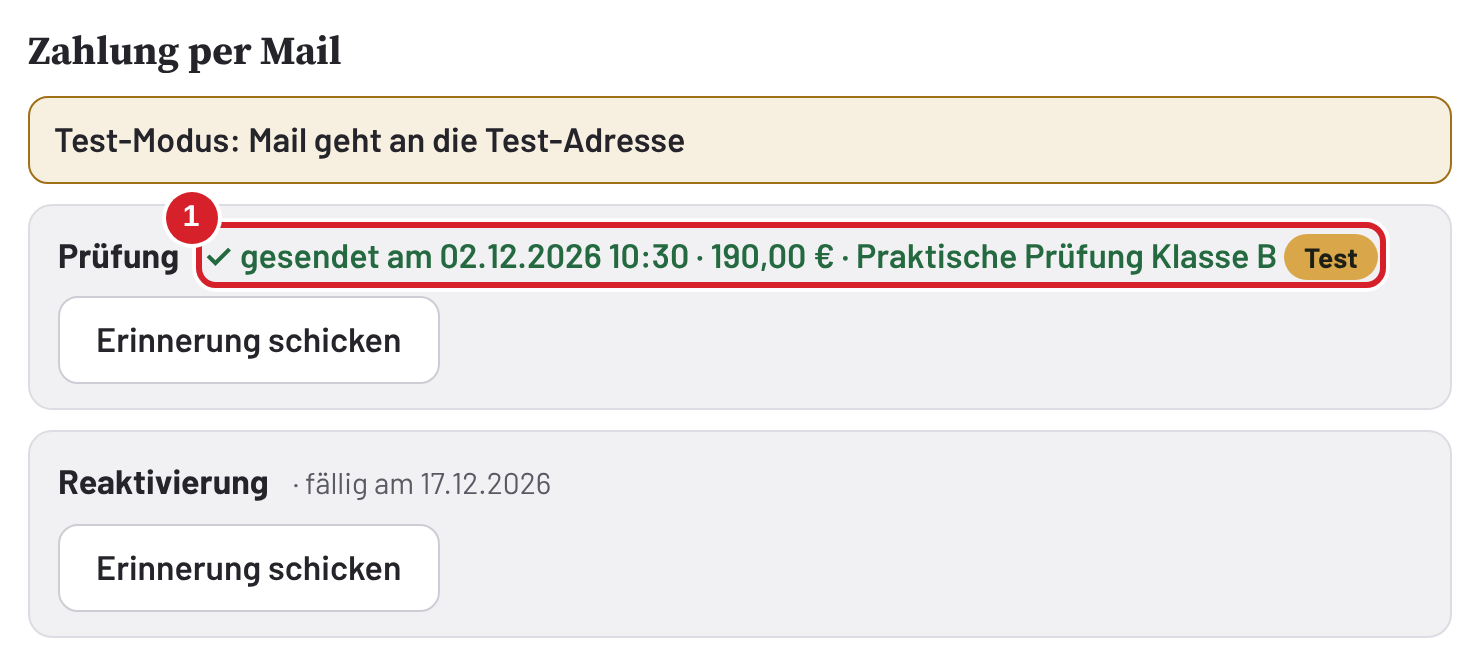 Zahlung per Mail
Test-Modus: Mail geht an die Test-Adresse
1
Prüfung ✓ gesendet am 02.12.2026 10:30 · 190,00 € · Praktische Prüfung Klasse B Test
Erinnerung schicken
Reaktivierung · fällig am 17.12.2026
Erinnerung schicken